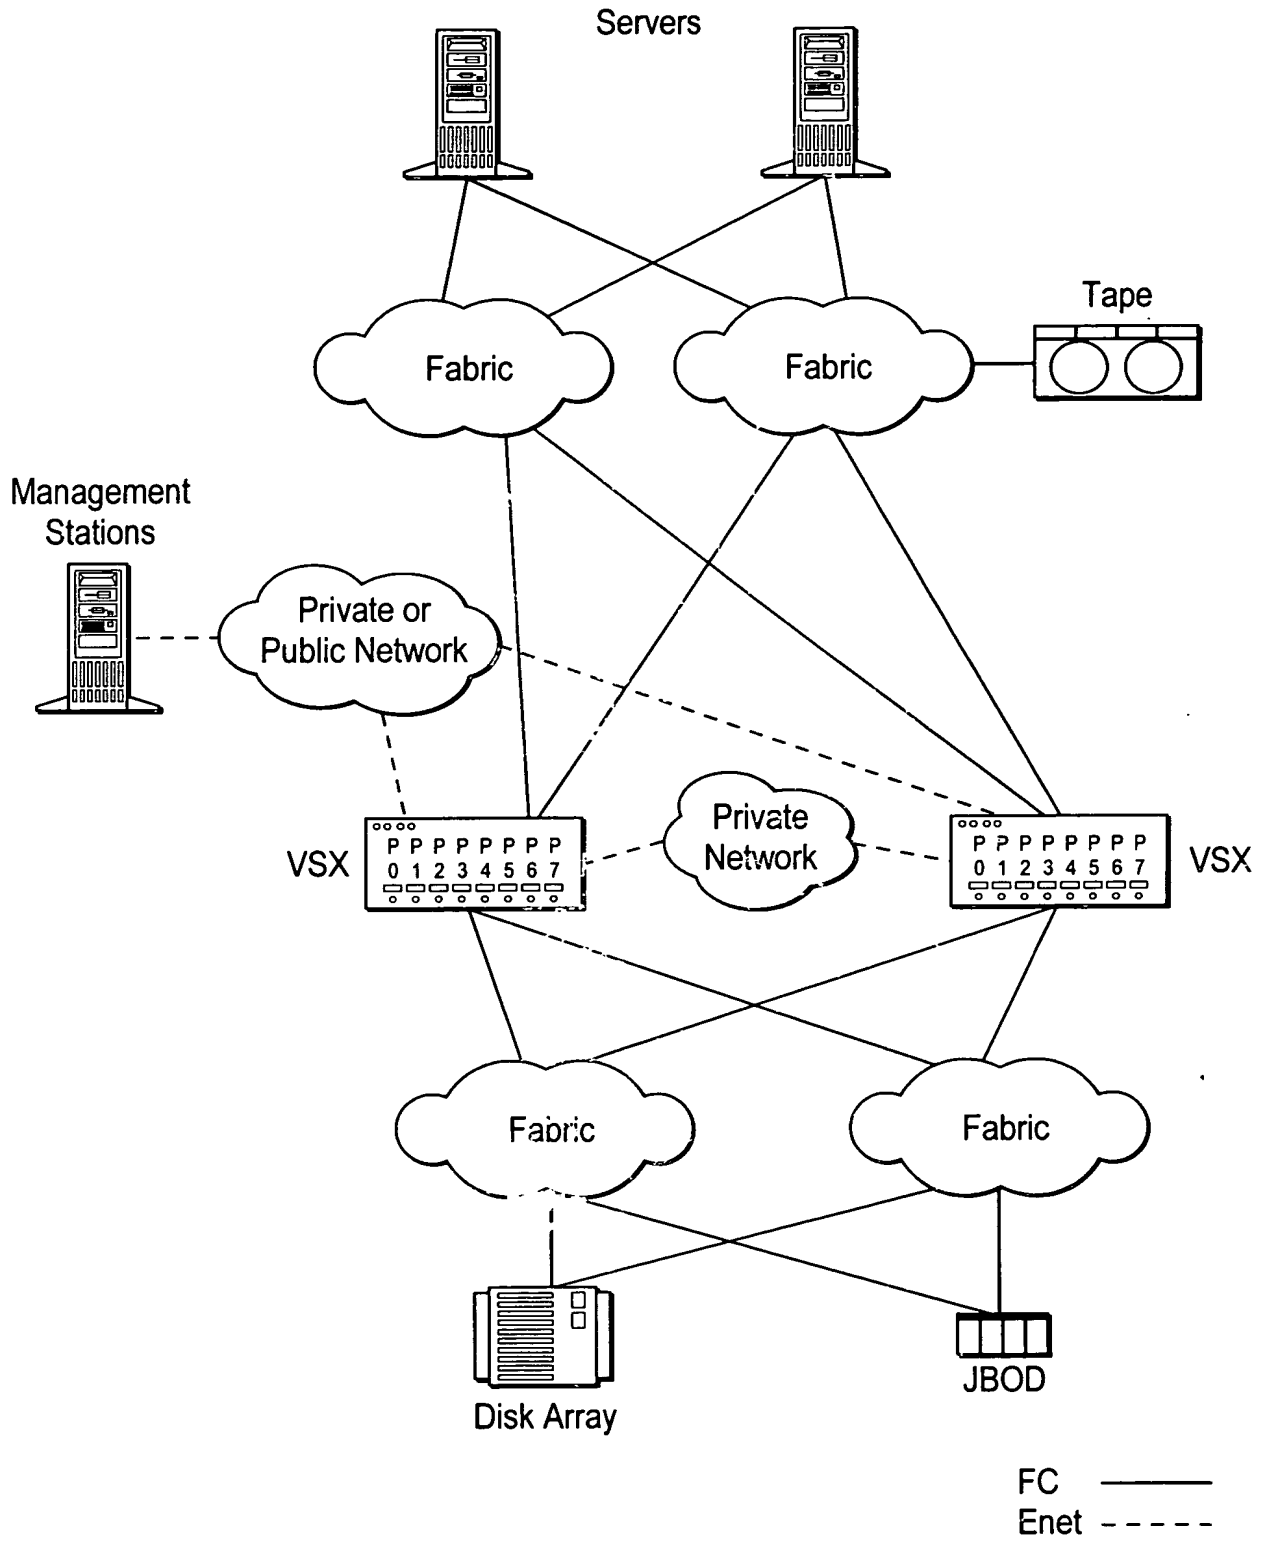 Servers
Tape
Fabric
Fabric
Management
Stations
Private or
Public Network
Private
Network
VSX
P P P P P P P P
0 1 2 3 4 5 6 7
P P P P P P P P
0 1 2 3 4 5 6 7
VSX
Fabric
Fabric
Disk Array
JBOD
FC
Enet